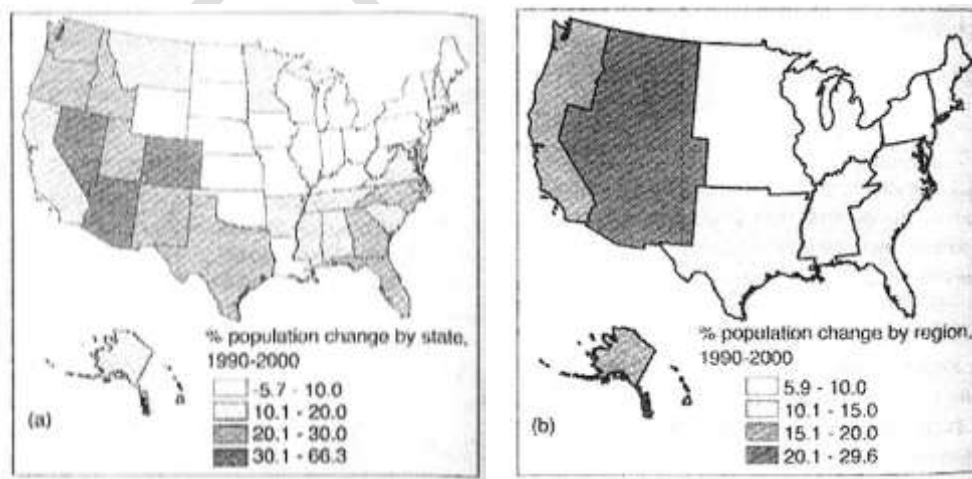 % population change by state,
1990-2000
-5.7 - 10.0
10.1 - 20.0
20.1 - 30.0
30.1 - 66.3
(a)
% population change by region,
1990-2000
5.9 - 10.0
10.1 - 15.0
15.1 - 20.0
20.1 - 29.6
(b)